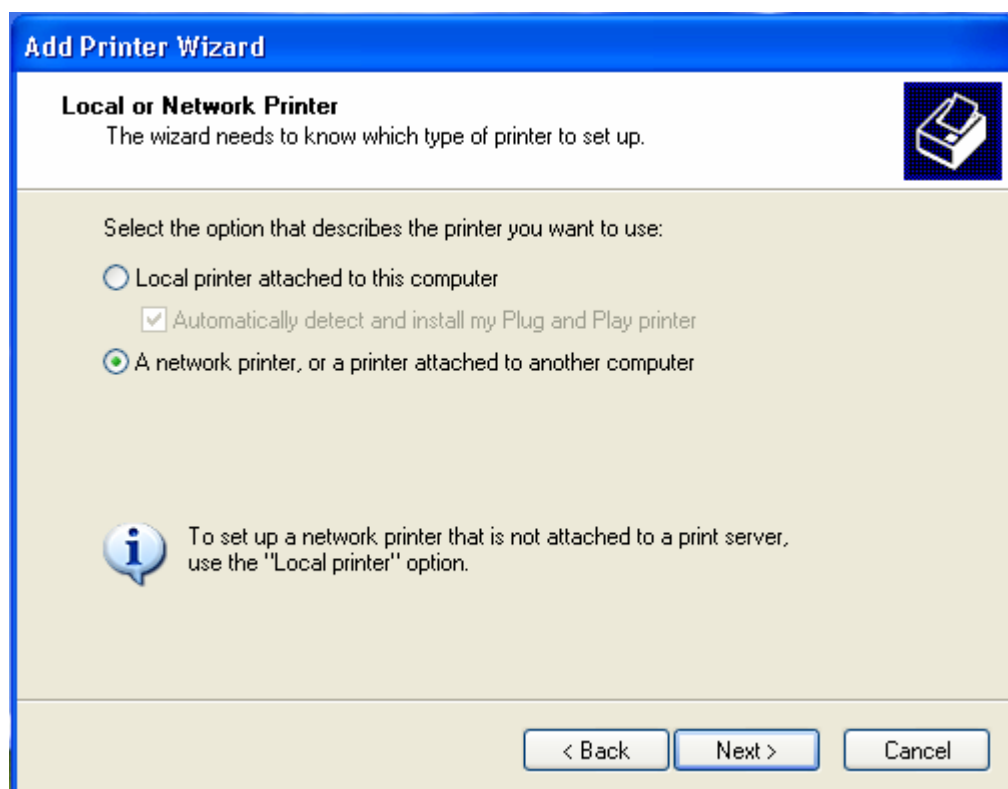 Add Printer Wizard
Local or Network Printer
The wizard needs to know which type of printer to set up.
Select the option that describes the printer you want to use:
Local printer attached to this computer
Automatically detect and install my Plug and Play printer
A network printer, or a printer attached to another computer
To set up a network printer that is not attached to a print server,
use the "Local printer" option.
< Back
Next >
Cancel